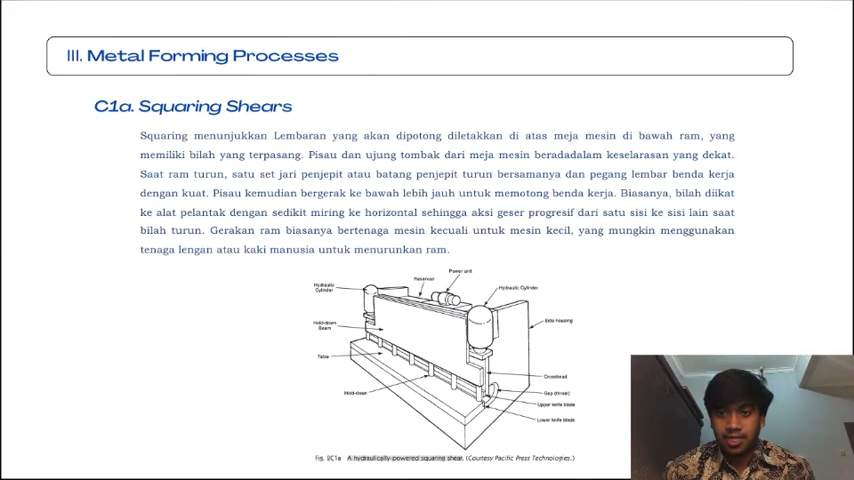 III. Metal Forming Processes
C1a. Squaring Shears
Squaring menunjukkan Lembaran yang akan dipotong diletakkan di atas meja mesin di bawah ram, yang
memiliki bilah yang terpasang. Pisau dan ujung tombak dari meja mesin beradadalam keselarasan yang dekat.
Saat ram turun, satu set jari penjepit atau batang penjepit turun bersamanya dan pegang lembar benda kerja
dengan kuat. Pisau kemudian bergerak ke bawah lebih jauh untuk memotong benda kerja. Biasanya, bilah diikat
ke alat pelantak dengan sedikit miring ke horizontal sehingga aksi geser progresif dari satu sisi ke sisi lain saat
bilah turun. Gerakan ram biasanya bertenaga mesin kecuali untuk mesin kecil, yang mungkin menggunakan
tenaga lengan atau kaki manusia untuk menurunkan ram.
Power unit
Reservoir
Hydraulic
Cylinder
Hydraulic Cylinder
Hold-down
Beam
Side housing
Table
Crosshead
Hold-down
Gap (throat)
Upper knife blade
Lower knife blade
Fig. 2C1a A hydraulically-powered squaring shear. (Courtesy Pacific Press Technologies.)